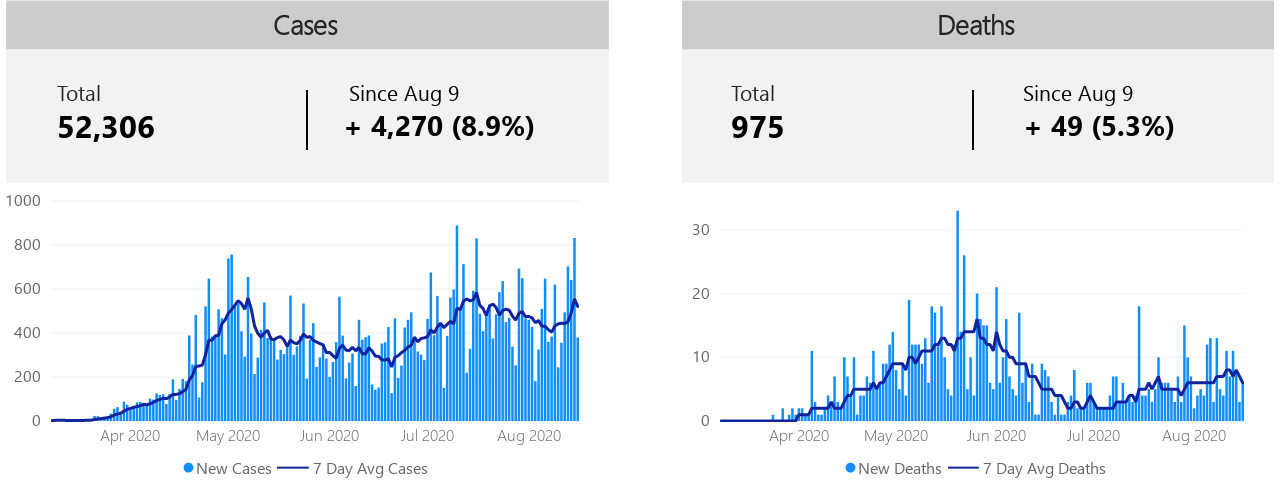 Cases
Total
52,306
Since Aug 9
+ 4,270 (8.9%)
1000
800
600
400
200
0
Apr 2020 May 2020 Jun 2020 Jul 2020 Aug 2020
New Cases 7 Day Avg Cases
Deaths
Total
975
Since Aug 9
+ 49 (5.3%)
30
20
10
0
Apr 2020 May 2020 Jun 2020 Jul 2020 Aug 2020
New Deaths 7 Day Avg Deaths